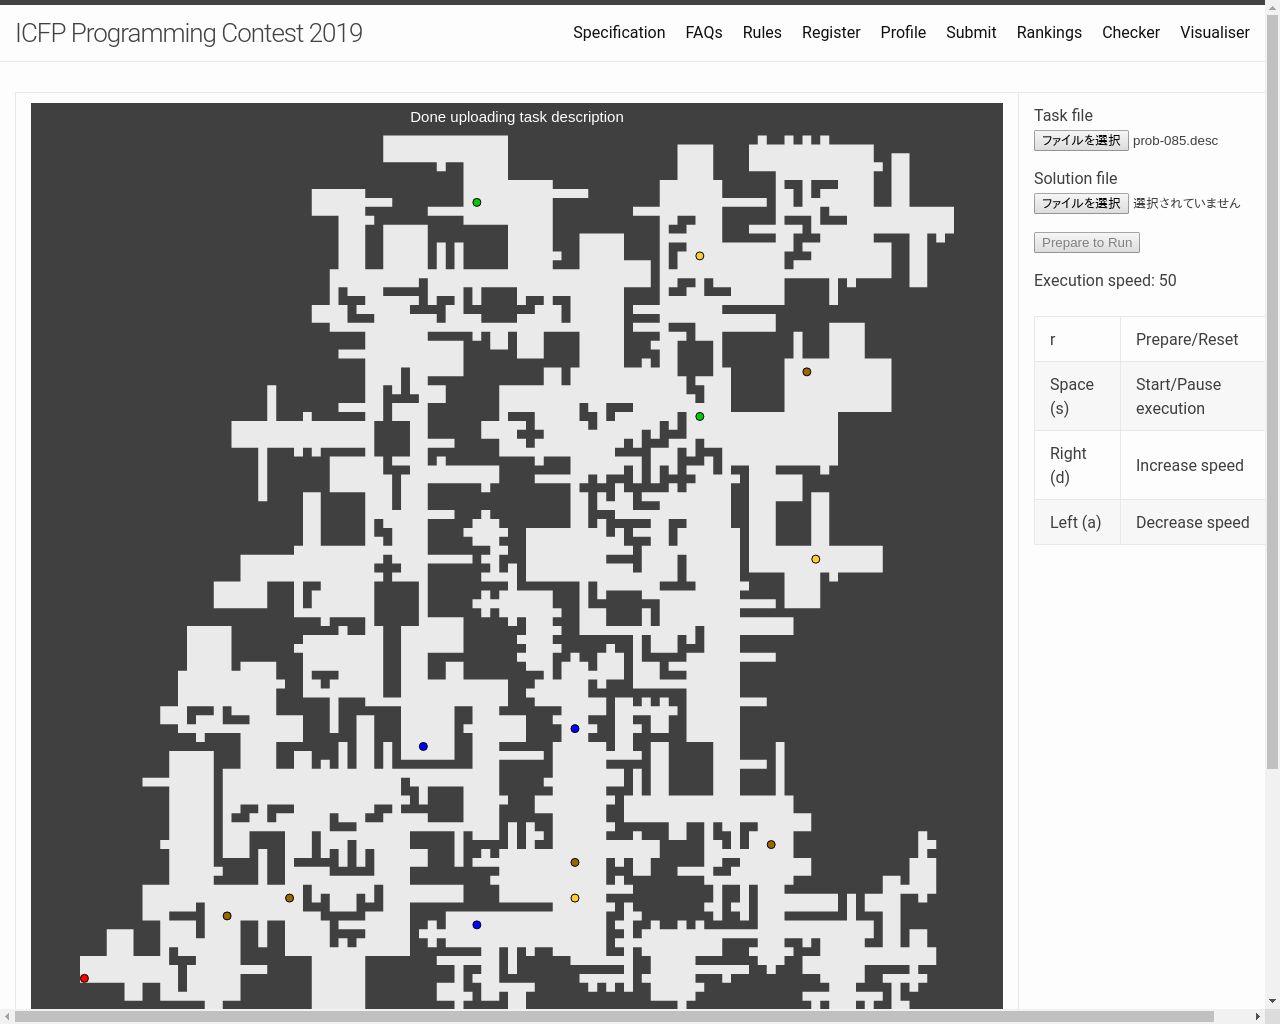 ICFP Programming Contest 2019
Specification FAQs Rules Register Profile Submit Rankings Checker Visualiser
Done uploading task description
Task file
ファイルを選択 prob-085.desc
Solution file
ファイルを選択 選択されていません
Prepare to Run
Execution speed: 50
r Prepare/Reset
Space (s) Start/Pause execution
Right (d) Increase speed
Left (a) Decrease speed